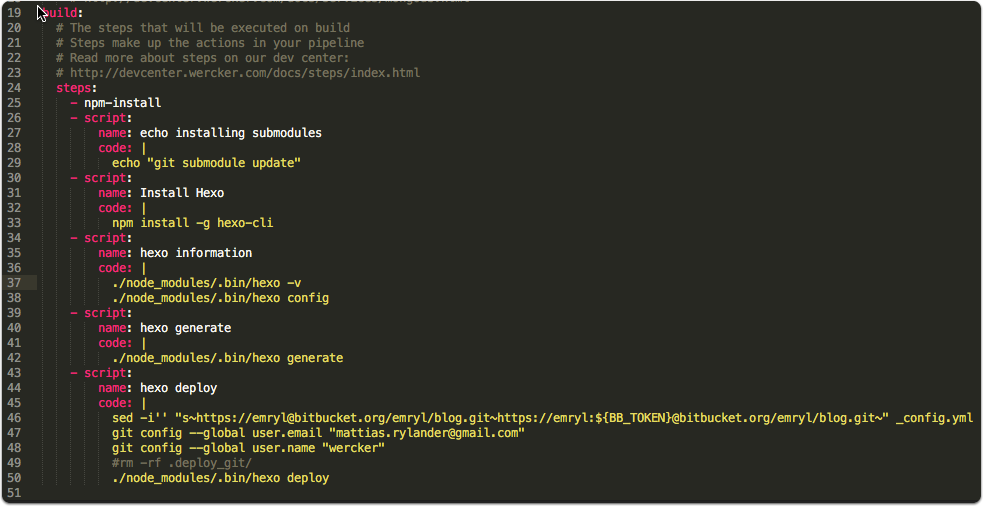 19 build:
20 # The steps that will be executed on build
21 # Steps make up the actions in your pipeline
22 # Read more about steps on our dev center:
23 # http://devcenter.wercker.com/docs/steps/index.html
24 steps:
25 - npm-install
26 - script:
27 name: echo installing submodules
28 code: |
29 echo "git submodule update"
30 - script:
31 name: Install Hexo
32 code: |
33 npm install -g hexo-cli
34 - script:
35 name: hexo information
36 code: |
37 ./node_modules/.bin/hexo -v
38 ./node_modules/.bin/hexo config
39 - script:
40 name: hexo generate
41 code: |
42 ./node_modules/.bin/hexo generate
43 - script:
44 name: hexo deploy
45 code: |
46 sed -i'' "s~https://emryl@bitbucket.org/emryl/blog.git~https://emryl:${BB_TOKEN}@bitbucket.org/emryl/blog.git~" _config.yml
47 git config --global user.email "mattias.rylander@gmail.com"
48 git config --global user.name "wercker"
49 #rm -rf .deploy_git/
50 ./node_modules/.bin/hexo deploy
51